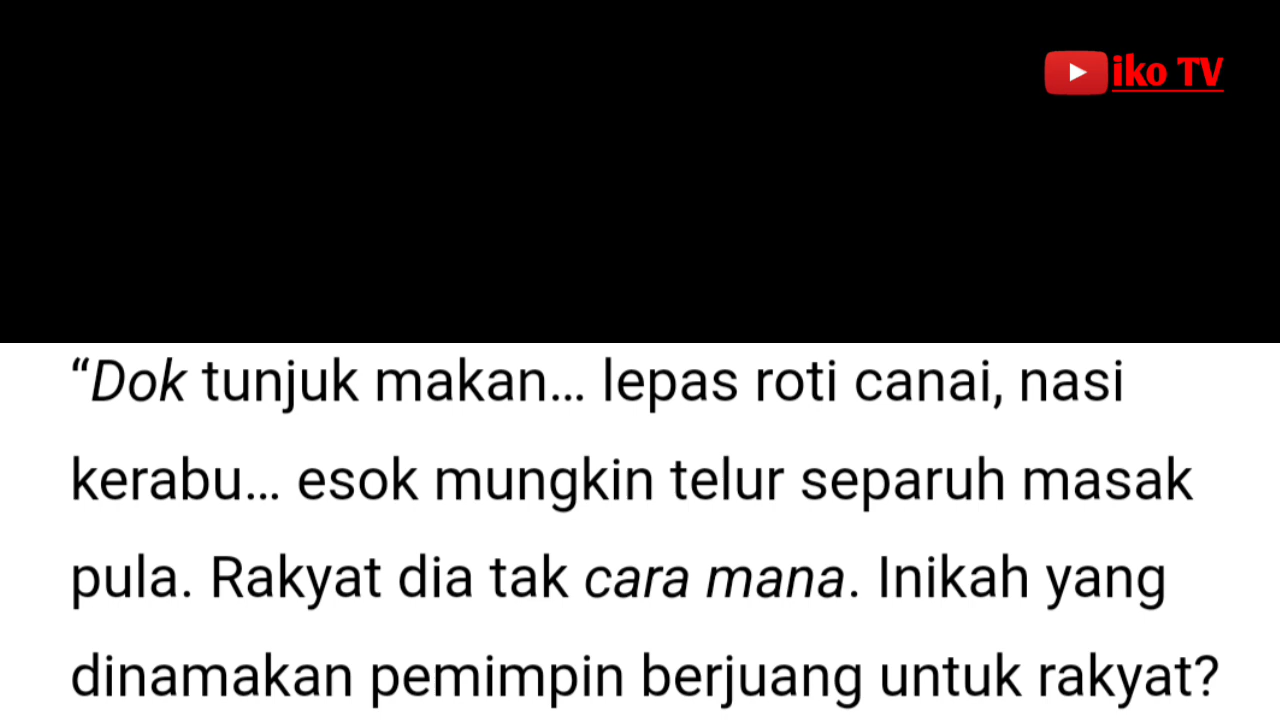 iko TV
“Dok tunjuk makan... lepas roti canai, nasi
kerabu... esok mungkin telur separuh masak
pula. Rakyat dia tak cara mana. Inikah yang
dinamakan pemimpin berjuang untuk rakyat?